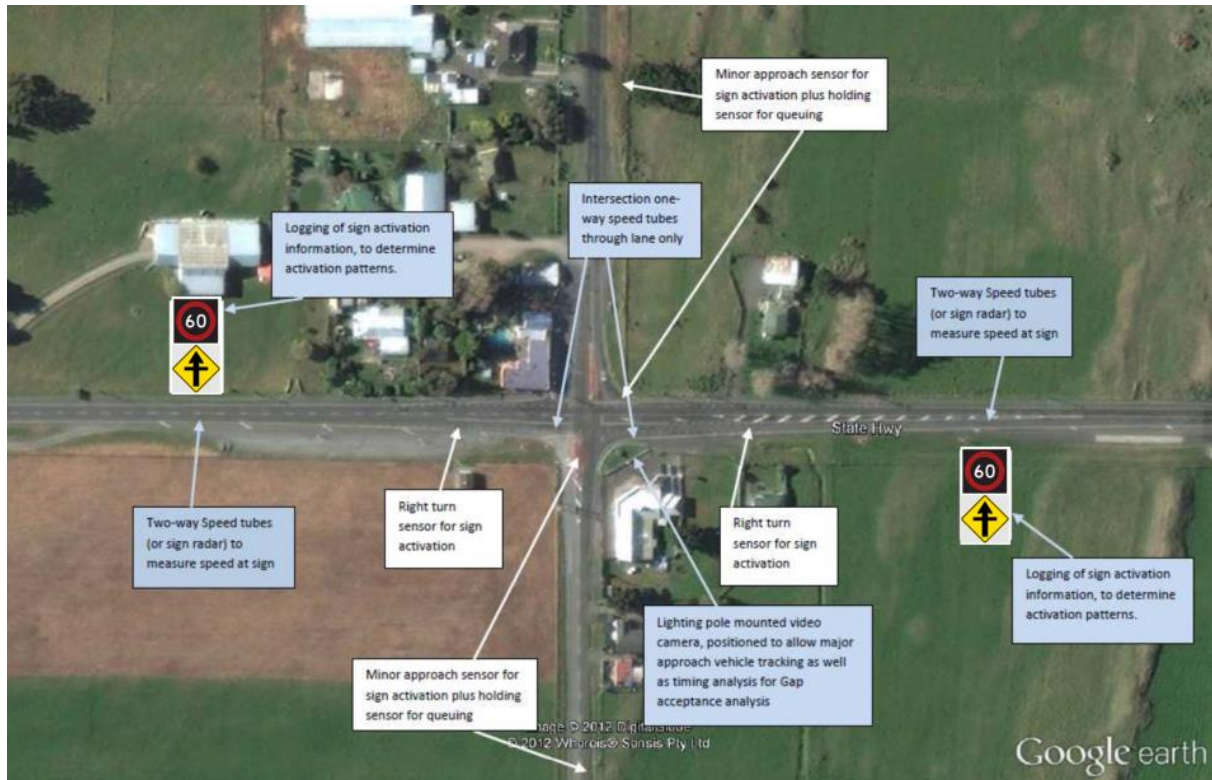 Minor approach sensor for
sign activation plus holding
sensor for queuing
Intersection one-
way speed tubes
through lane only
Logging of sign activation
information, to determine
activation patterns.
Two-way Speed tubes
(or sign radar) to
measure speed at sign
60
State Hwy
60
Right turn
sensor for sign
activation
Right turn
sensor for sign
activation
Two-way Speed tubes
(or sign radar) to
measure speed at sign
Logging of sign activation
information, to determine
activation patterns.
Lighting pole mounted video
camera, positioned to allow major
approach vehicle tracking as well
as timing analysis for Gap
acceptance analysis
Minor approach sensor for
sign activation plus holding
sensor for queuing
mage © 2012 DigitalGlobe
© 2012 Whereis® Sensis Pty Ltd
Google earth